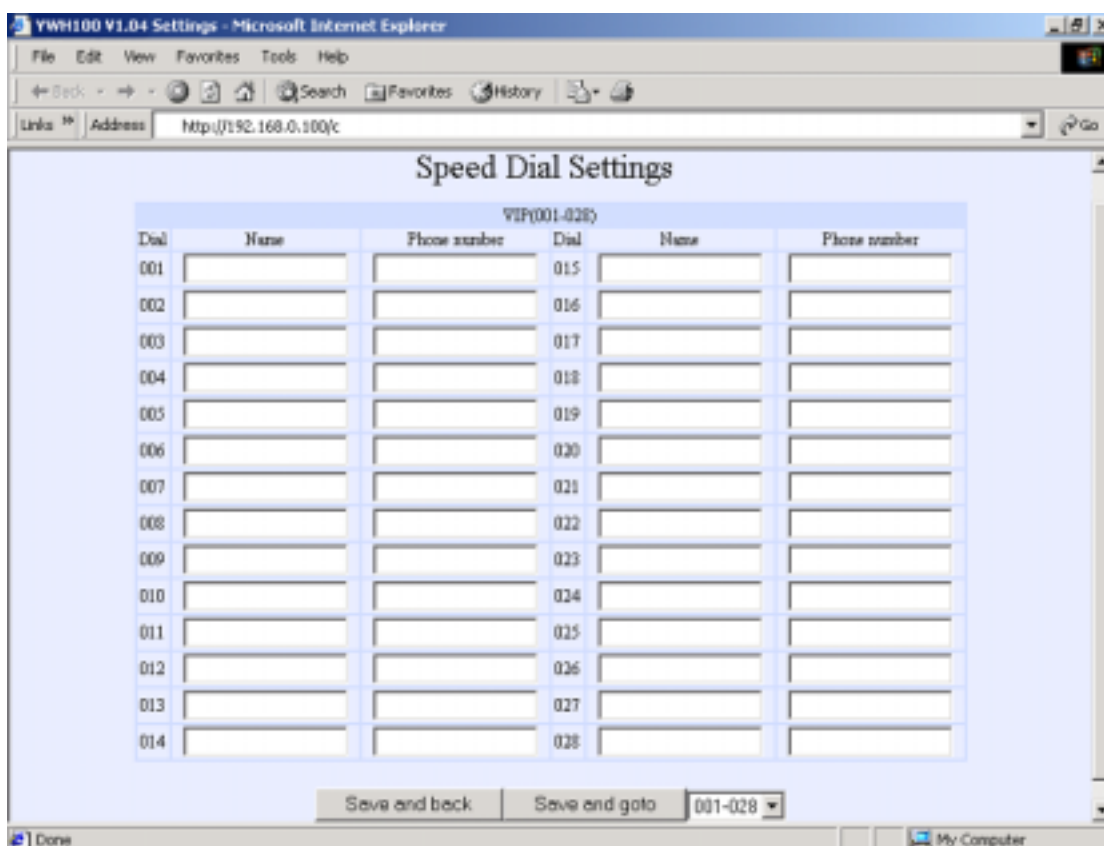 YWH100 V1.04 Settings - Microsoft Internet Explorer
File Edit View Favorites Tools Help
Back Search Favorites History
Links » Address http://192.168.0.100/c Go
Speed Dial Settings
VIP(001-028)
Dial Name Phone number Dial Name Phone number
001 015
002 016
003 017
004 018
005 019
006 020
007 021
008 022
009 023
010 024
011 025
012 026
013 027
014 028
Save and back Save and goto 001-028
Done My Computer